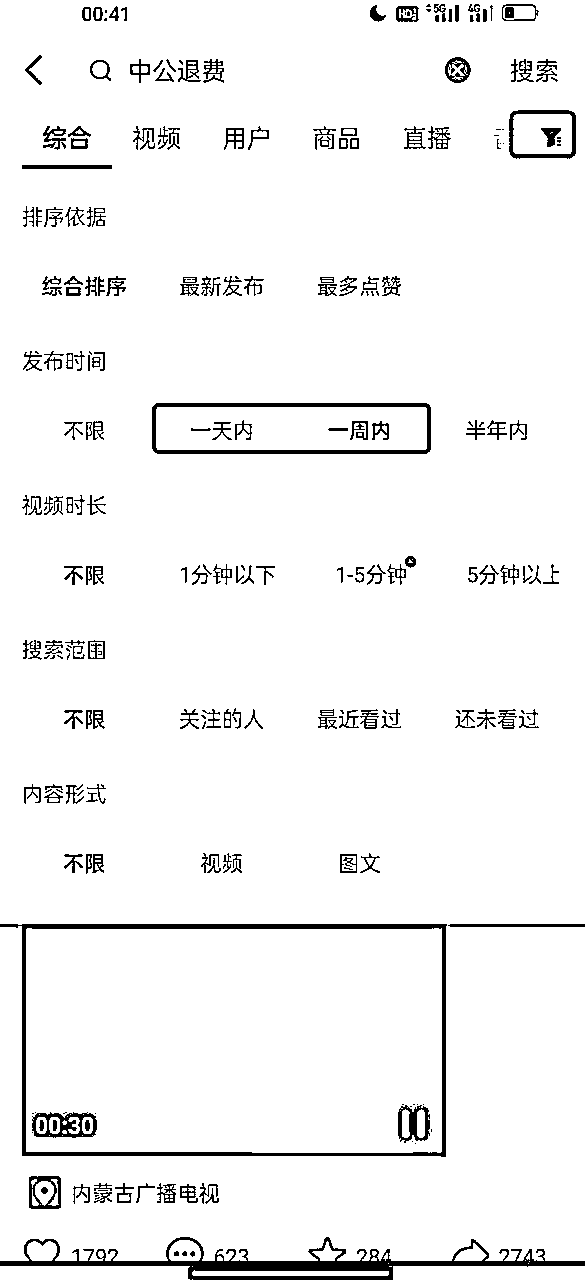 00:41 HD 5G 4G
中公退费 搜索
综合 视频 用户 商品 直播
排序依据
综合排序 最新发布 最多点赞
发布时间
不限 一天内 一周内 半年内
视频时长
不限 1分钟以下 1-5分钟 5分钟以上
搜索范围
不限 关注的人 最近看过 还未看过
内容形式
不限 视频 图文
00:30
内蒙古广播电视
1792 623 284 2743